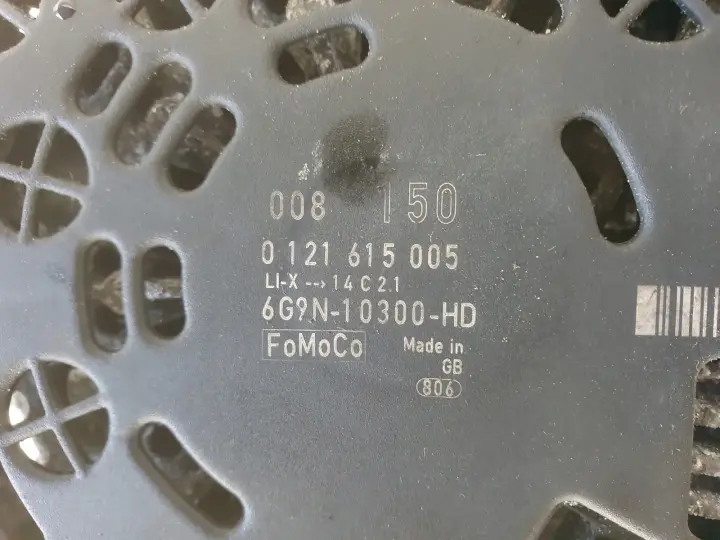 008 150
0 121 615 005
LI-X --> 14 C 2.1
6G9N-10300-HD
FoMoCo Made in
GB
806